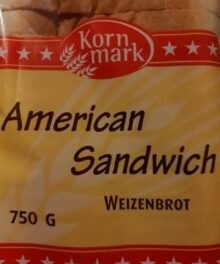 Korn
mark
American
Sandwich
WEIZENBROT
750 G